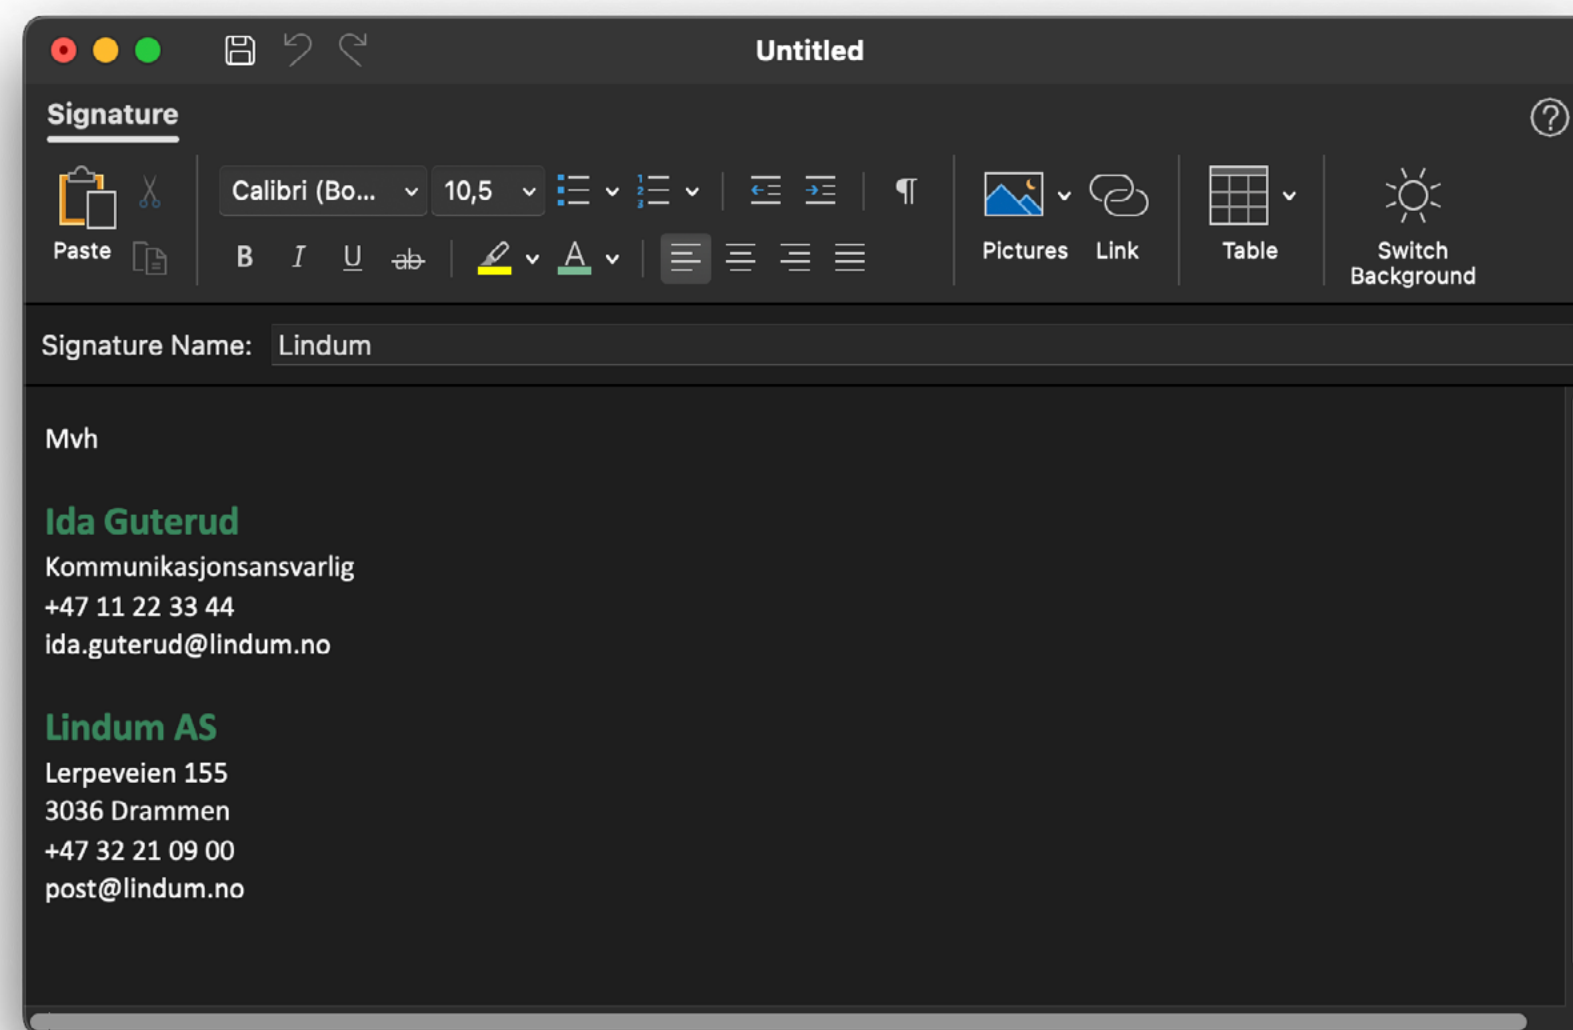 Untitled
Signature
Paste
Calibri (Bo...
10,5
Pictures
Link
Table
Switch
Background
Signature Name: Lindum
Mvh
Ida Guterud
Kommunikasjonsansvarlig
+47 11 22 33 44
ida.guterud@lindum.no
Lindum AS
Lerpeveien 155
3036 Drammen
+47 32 21 09 00
post@lindum.no